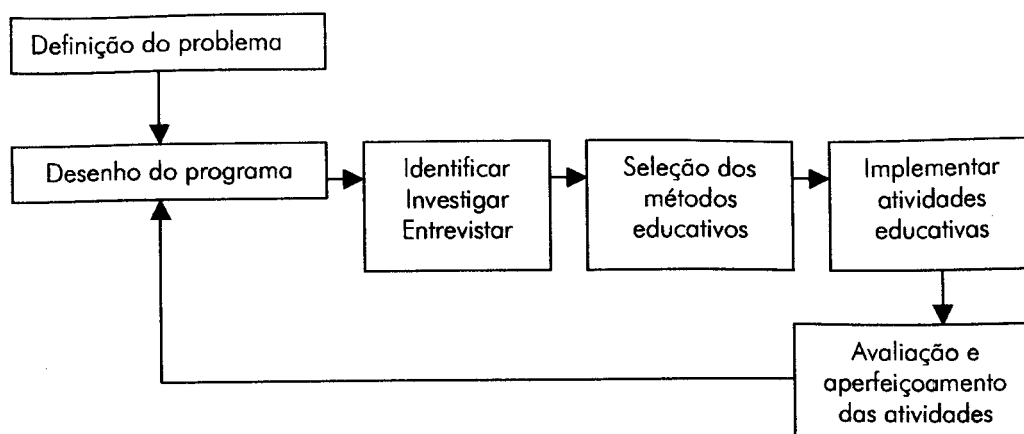 Definição do problema
Desenho do programa
Identificar
Investigar
Entrevistar
Seleção dos
métodos
educativos
Implementar
atividades
educativas
Avaliação e
aperfeiçoamento
das atividades